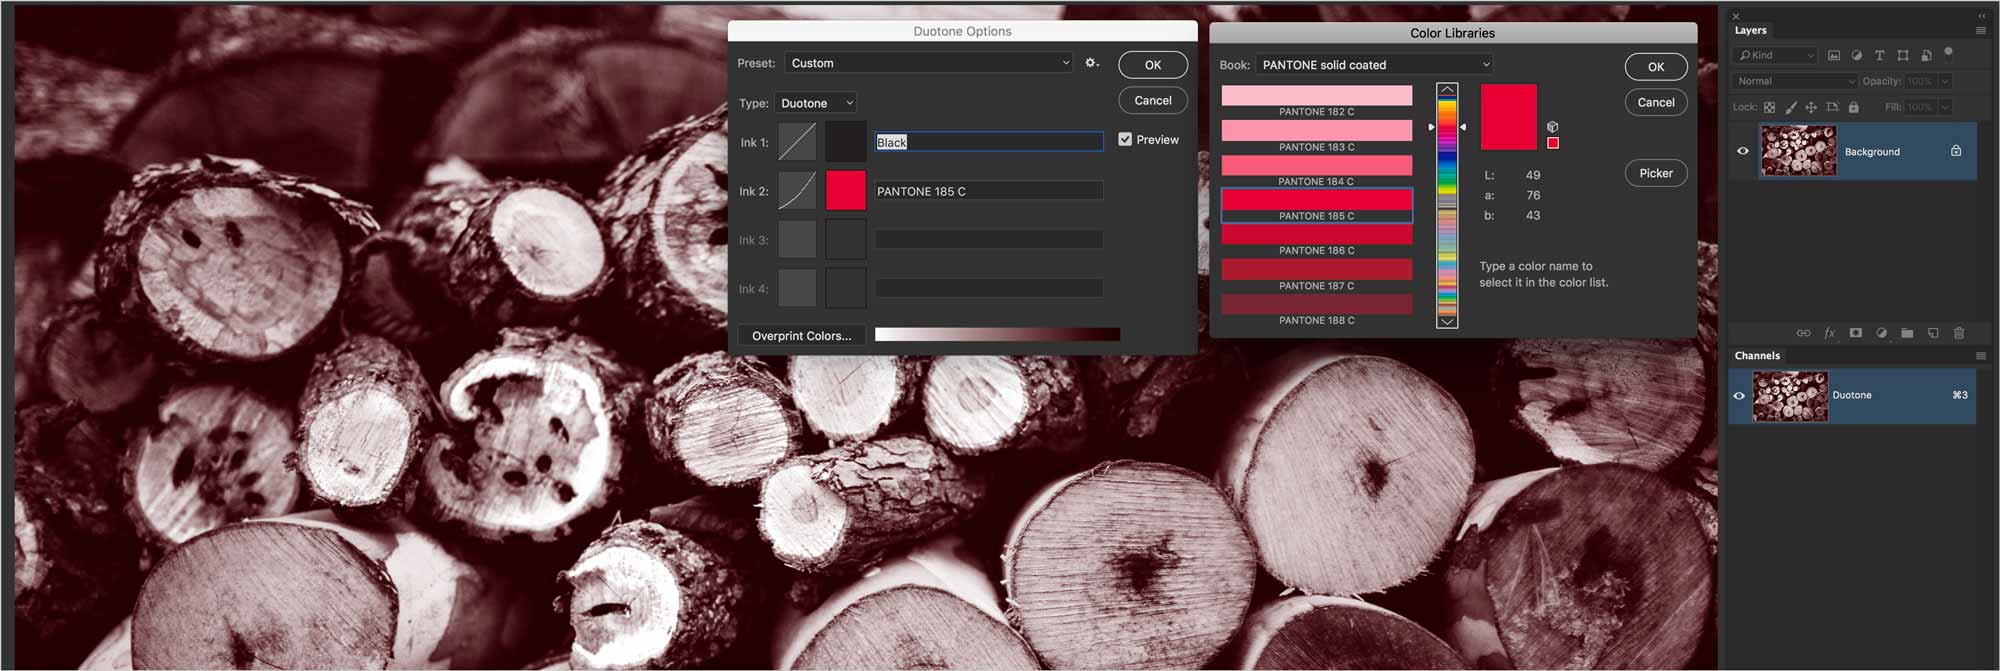 Duotone Options
Preset: Custom
OK
Type: Duotone
Cancel
Ink 1: Black
Preview
Ink 2: PANTONE 185 C
Ink 3:
Ink 4:
Overprint Colors...
Color Libraries
Book: PANTONE solid coated
OK
PANTONE 182 C
Cancel
PANTONE 183 C
PANTONE 184 C
Picker
L: 49
a: 76
b: 43
PANTONE 185 C
PANTONE 186 C
PANTONE 187 C
PANTONE 188 C
Type a color name to
select it in the color list.
Layers
Kind
Normal Opacity: 100%
Lock: Fill: 100%
Background
fx
Channels
Duotone ⌘3